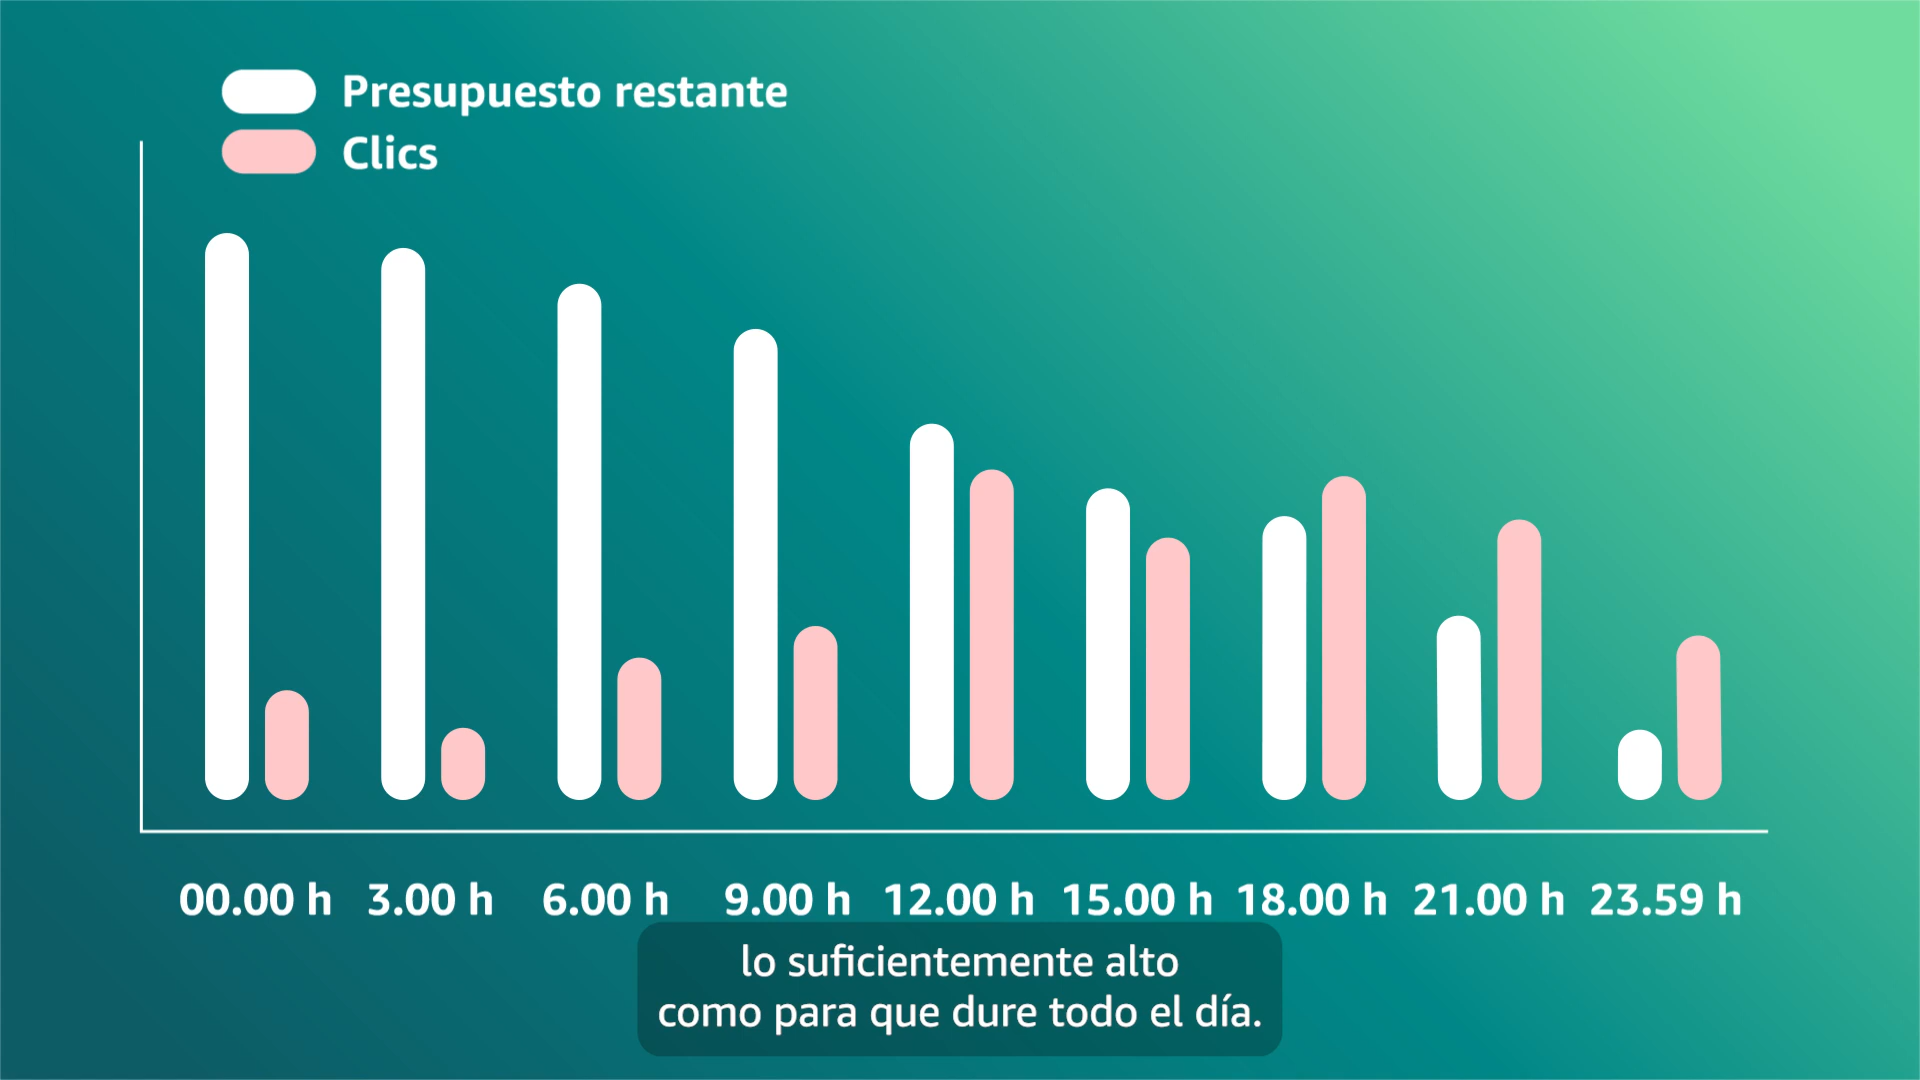 Presupuesto restante
Clics
00.00 h 3.00 h 6.00 h 9.00 h 12.00 h 15.00 h 18.00 h 21.00 h 23.59 h
lo suficientemente alto
como para que dure todo el día.